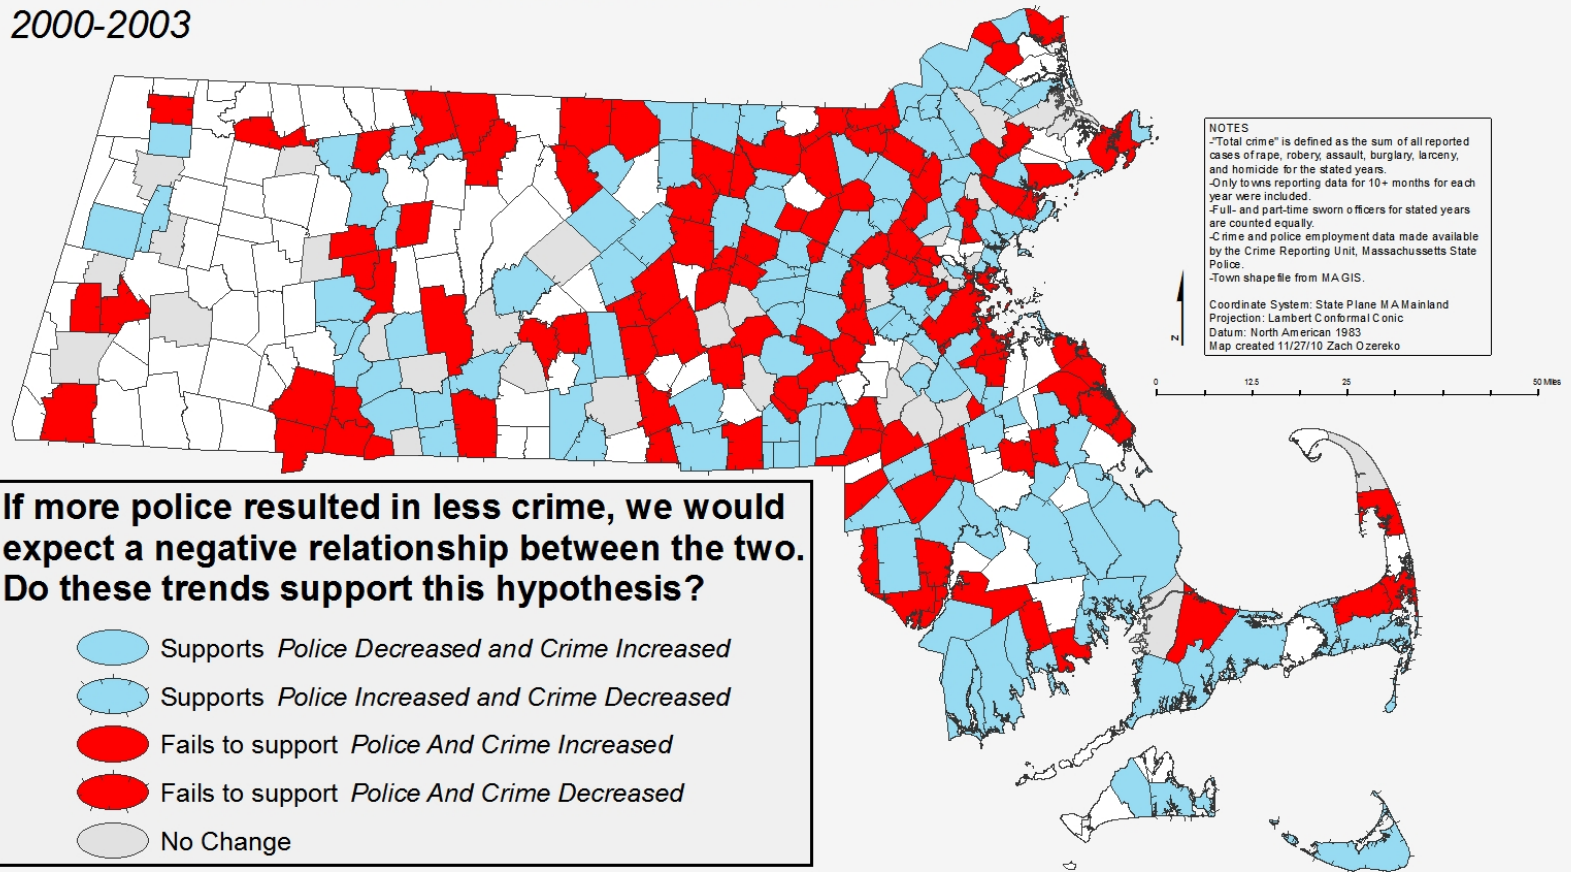 2000-2003
NOTES
-"Total crime" is defined as the sum of all reported
cases of rape, robery, assault, burglary, larceny,
and homicide for the stated years.
-Only towns reporting data for 10+ months for each
year were included.
-Full- and part-time sworn officers for stated years
are counted equally.
-Crime and police employment data made available
by the Crime Reporting Unit, Massachusetts State
Police.
-Town shapefile from MAGIS.
Coordinate System: State Plane MA Mainland
Projection: Lambert Conformal Conic
Datum: North American 1983
Map created 11/27/10 Zach Ozereko
N
0 12.5 25 50 Miles
If more police resulted in less crime, we would
expect a negative relationship between the two.
Do these trends support this hypothesis?
Supports Police Decreased and Crime Increased
Supports Police Increased and Crime Decreased
Fails to support Police And Crime Increased
Fails to support Police And Crime Decreased
No Change